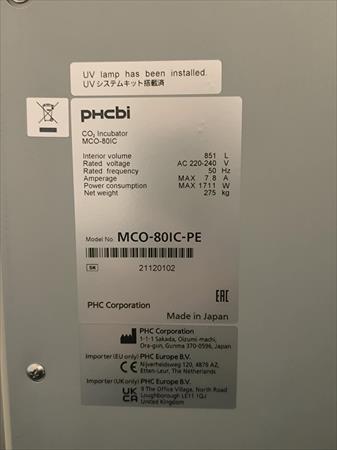 UV lamp has been installed.
UVシステムキット搭載済
PHCbi
CO₂ Incubator
MCO-80IC
Interior volume 851 L
Rated voltage AC 220-240 V
Rated frequency 50 Hz
Amperage MAX 7.8 A
Power consumption MAX 1711 W
Net weight 275 kg
Model No. MCO-80IC-PE
SN 21120102
PHC Corporation EAC
Made in Japan
PHC Corporation
1-1-1 Sakada, Oizumi-machi,
Ora-gun, Gunma 370-0596, Japan
Importer (EU only) PHC Europe B.V.
CE Nijverheidsweg 120, 4879 AZ,
Etten-Leur, The Netherlands
Importer (UK only) PHC Europe B.V.
UK CA 9 The Office Village, North Road
Loughborough LE11 1QJ
United Kingdom